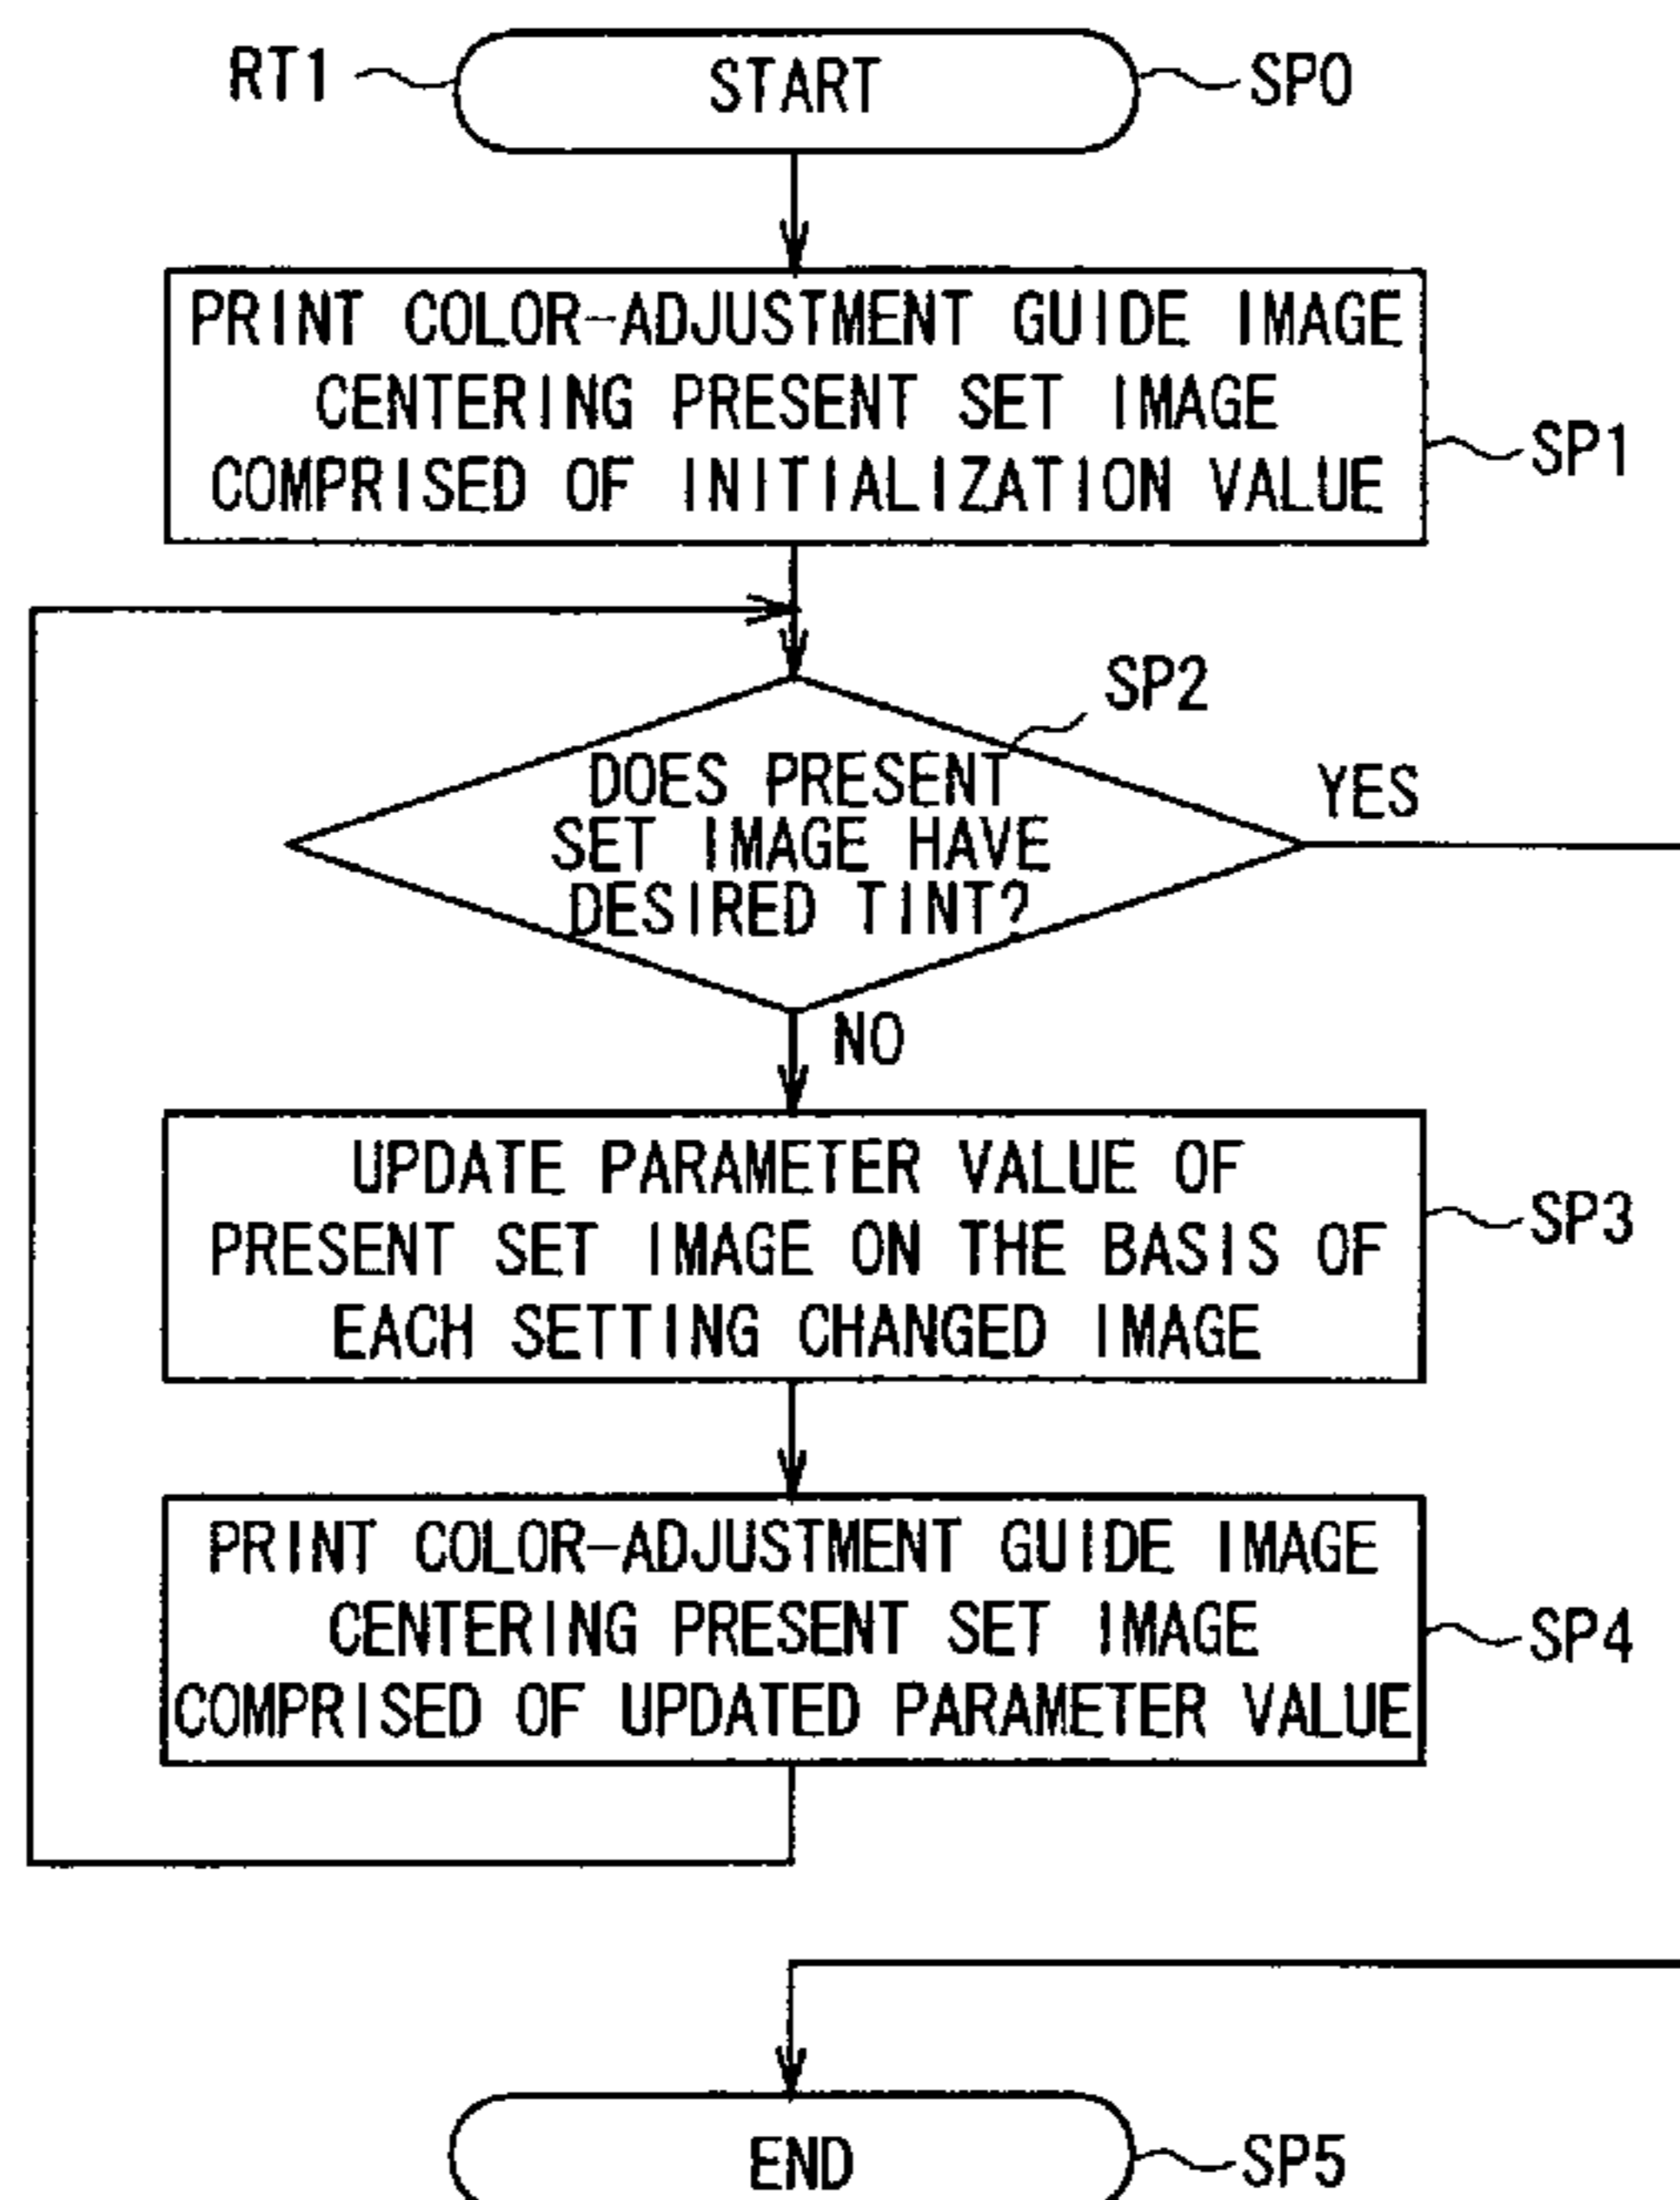 RT1
START
SP0
PRINT COLOR-ADJUSTMENT GUIDE IMAGE
CENTERING PRESENT SET IMAGE
COMPRISED OF INITIALIZATION VALUE
SP1
SP2
DOES PRESENT
SET IMAGE HAVE
DESIRED TINT?
YES
NO
UPDATE PARAMETER VALUE OF
PRESENT SET IMAGE ON THE BASIS OF
EACH SETTING CHANGED IMAGE
SP3
PRINT COLOR-ADJUSTMENT GUIDE IMAGE
CENTERING PRESENT SET IMAGE
COMPRISED OF UPDATED PARAMETER VALUE
SP4
END
SP5